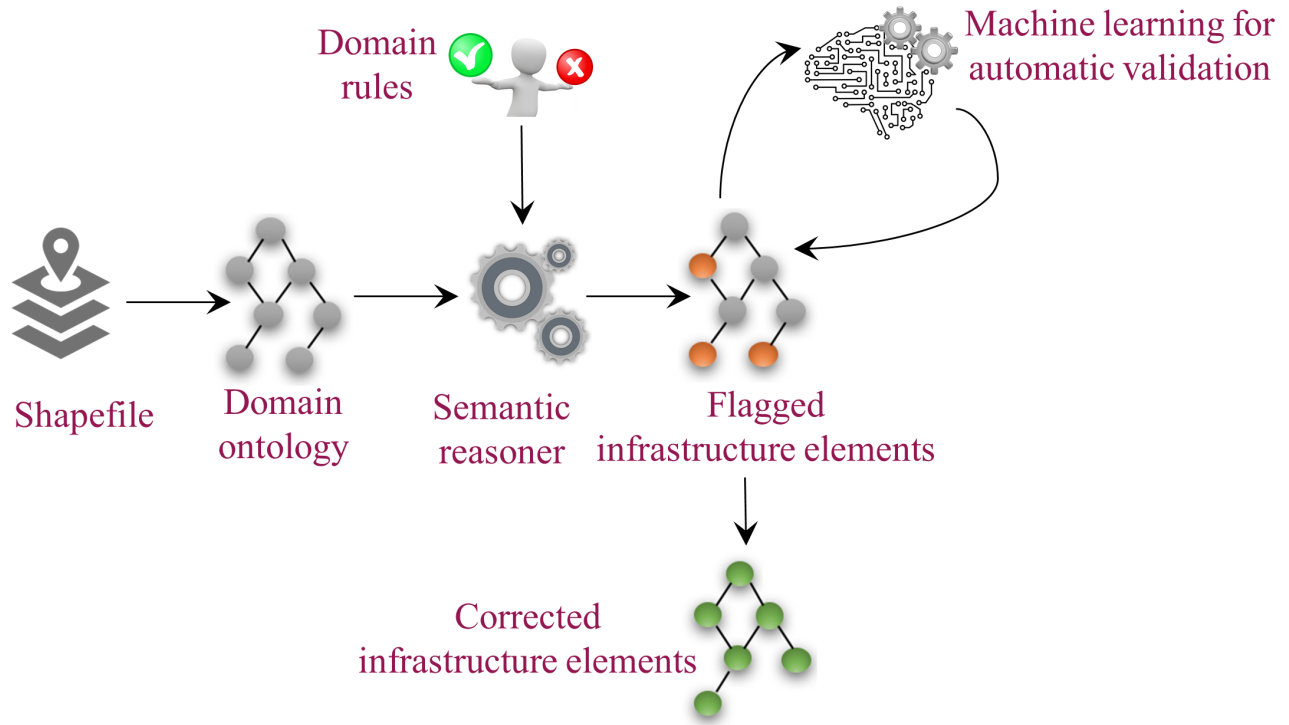 Domain
rules
Machine learning for
automatic validation
Shapefile
Domain
ontology
Semantic
reasoner
Flagged
infrastructure elements
Corrected
infrastructure elements